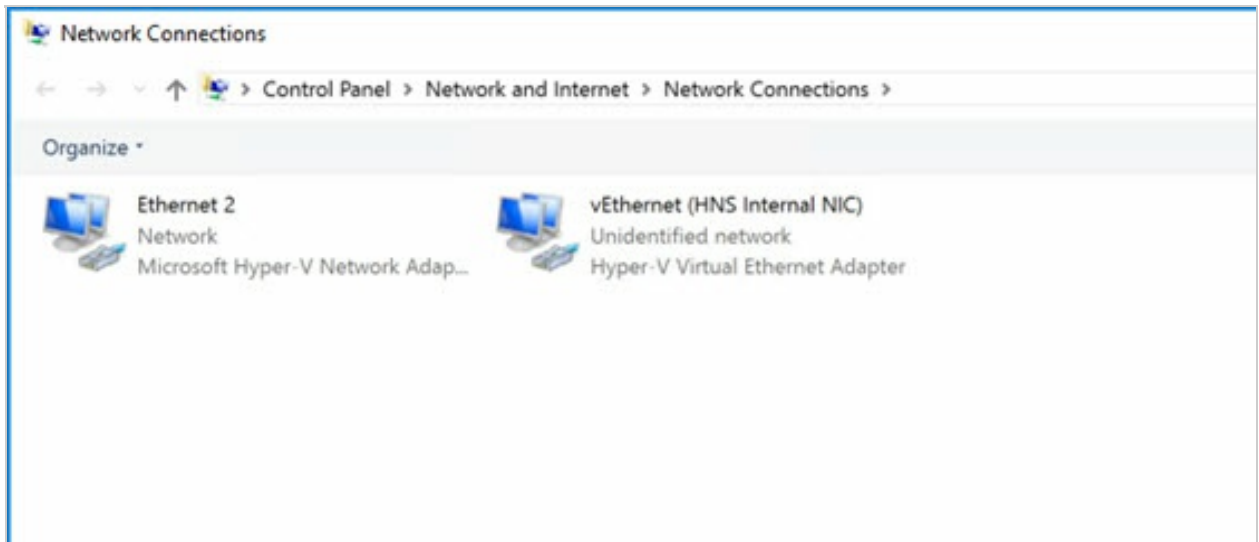 Network Connections
Control Panel > Network and Internet > Network Connections >
Organize
Ethernet 2
Network
Microsoft Hyper-V Network Adap...
vEthernet (HNS Internal NIC)
Unidentified network
Hyper-V Virtual Ethernet Adapter